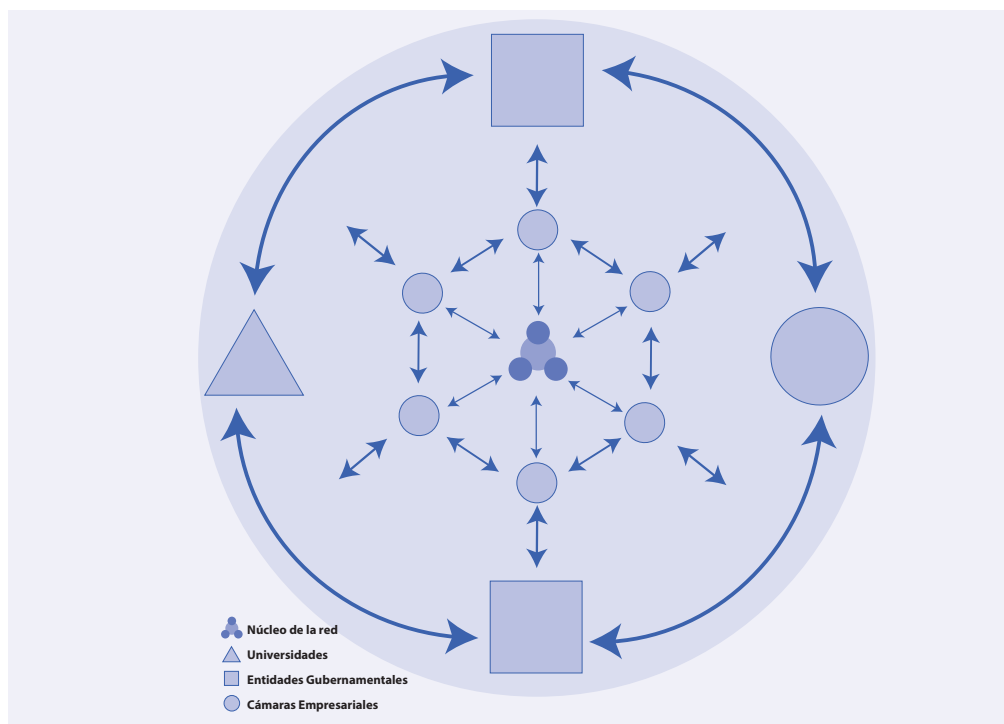 Núcleo de la red
Universidades
Entidades Gubernamentales
Cámaras Empresariales